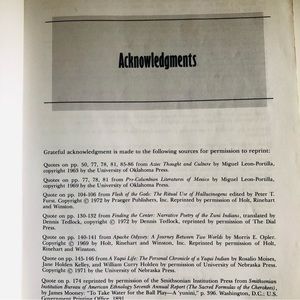 Acknowledgments
Grateful acknowledgment is made to the following sources for permission to reprint:
Quotes on pp. 50, 77, 78, 81, 85-86 from Aztec Thought and Culture by Miguel Leon-Portilla,
copyright 1963 by the University of Oklahoma Press.
Quotes on pp. 77, 78, 81 from Pre-Columbian Literatures of Mexico by Miguel Leon-Portilla,
copyright 1969 by the University of Oklahoma Press.
Quotes on pp. 104-106 from Flesh of the Gods: The Ritual Use of Hallucinogens edited by Peter T.
Furst. Copyright © 1972 by Praeger Publishers, Inc. Reprinted by permission of Holt, Rinehart
and Winston.
Quotes on pp. 130-132 from Finding the Center: Narrative Poetry of the Zuni Indians, translated
by Dennis Tedlock, copyright © 1972 by Dennis Tedlock, reprinted by permission of The Dial
Press.
Quotes on pp. 140-141 from Apache Odyssey: A Journey Between Two Worlds by Morris E. Opler.
Copyright © 1969 by Holt, Rinehart and Winston. Reprinted by permission of Holt, Rinehart
and Winston.
Quotes on pp. 145-146 from A Yaqui Life: The Personal Chronicle of a Yaqui Indian by Rosalio Moises,
Jane Holden Kelley, and William Curry Holden by permission of University of Nebraska Press.
Copyright © 1971 by the University of Nebraska Press.
Quote on p. 174 reprinted by permission of Smithsonian Institution Press from Smithsonian
Institution Bureau of American Ethnology Seventh Annual Report (The Sacred Formulas of the Cherokees),
by James Mooney: "To Take Water for the Ball Play—A 'yunini,'" p. 396. Washington, D.C.: U.S.
Government Printing Office, 1891.